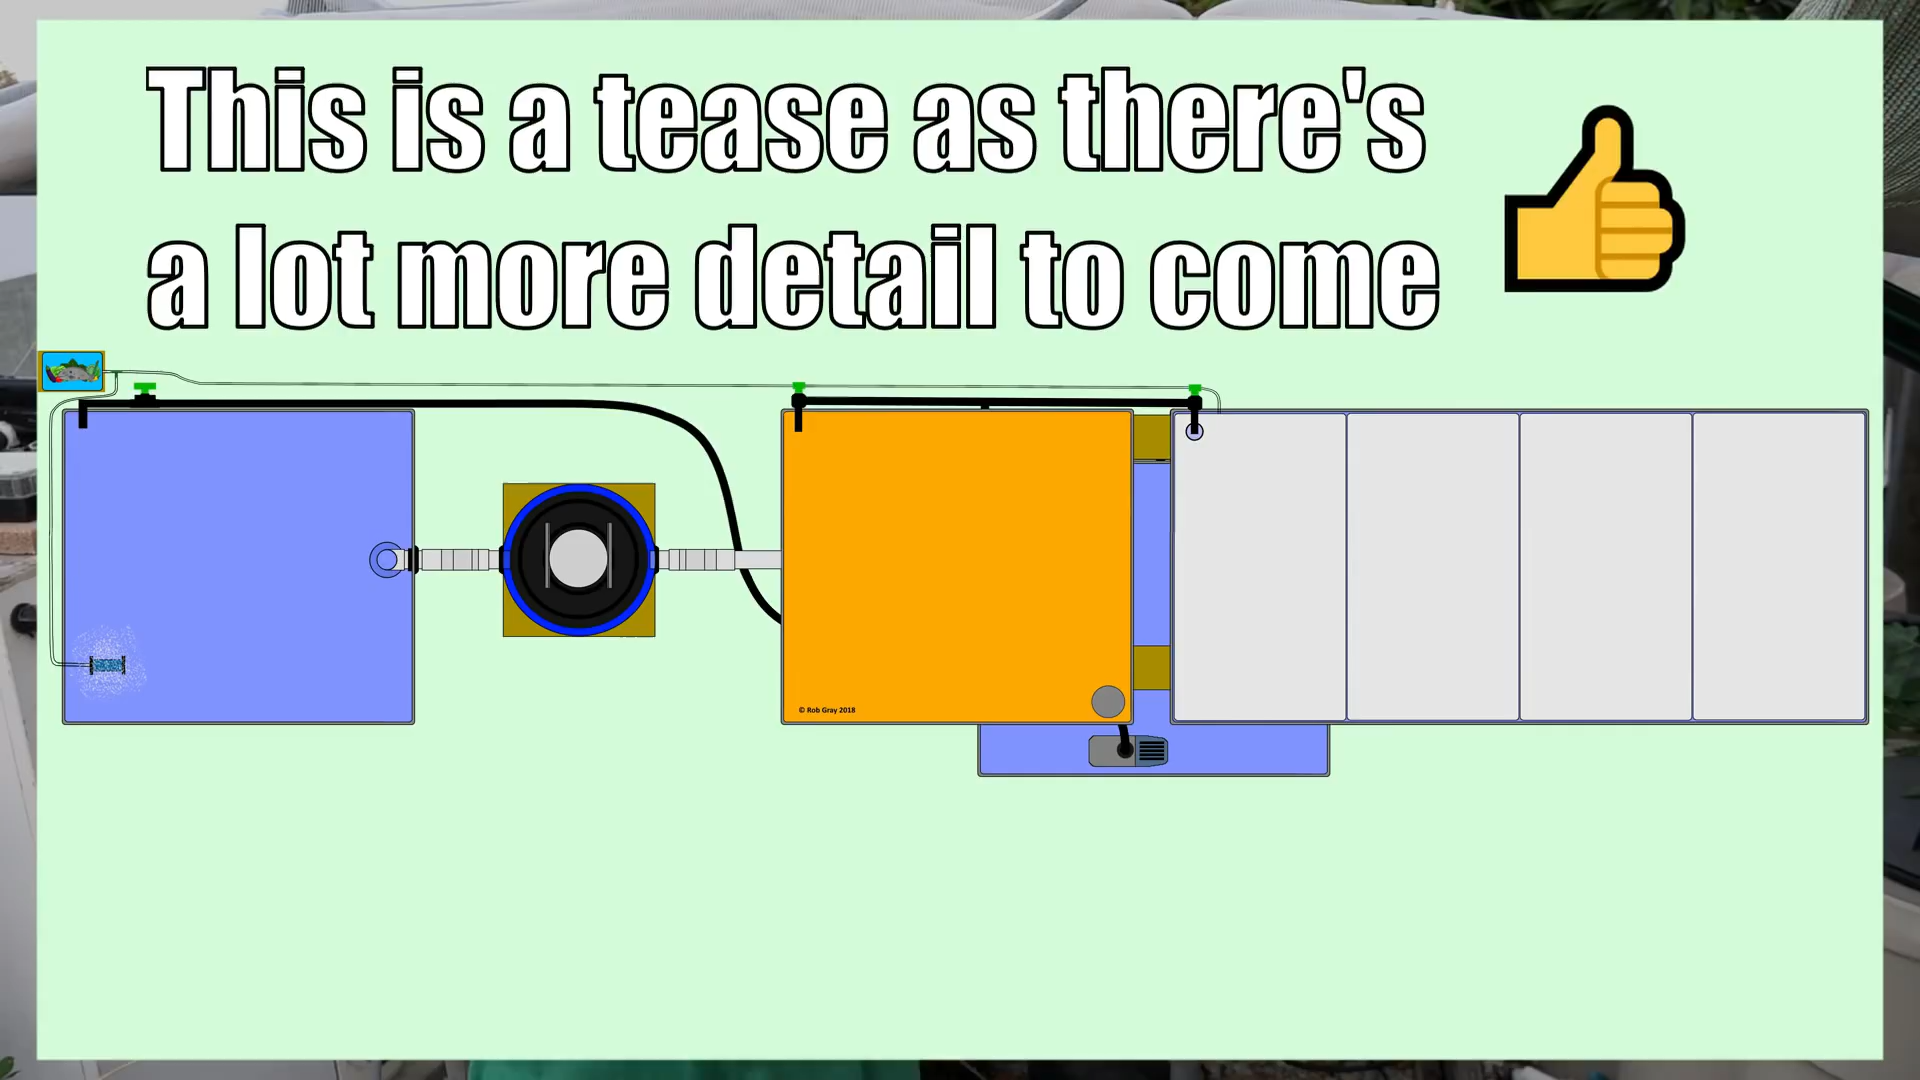 This is a tease as there's
a lot more detail to come
© Rob Gray 2018